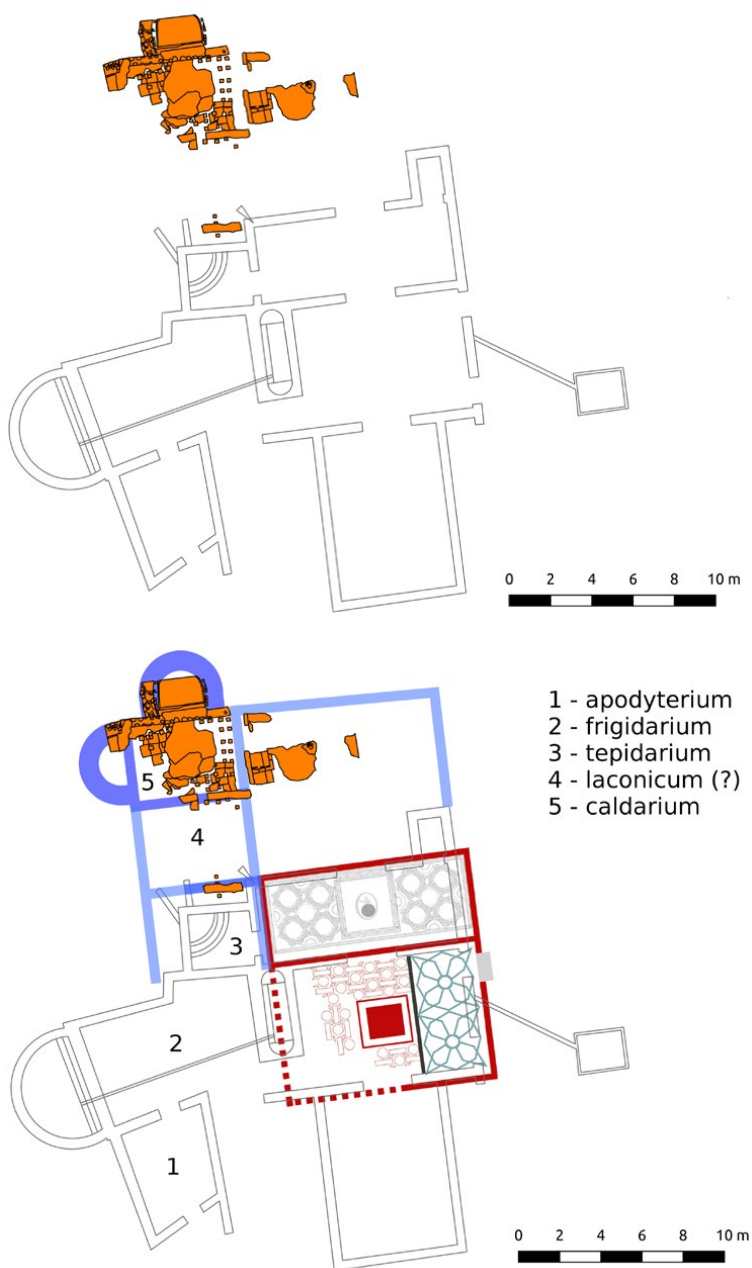 0 2 4 6 8 10 m
1 - apodyterium
2 - frigidarium
3 - tepidarium
4 - laconicum (?)
5 - caldarium
5
4
3
2
1
0 2 4 6 8 10 m